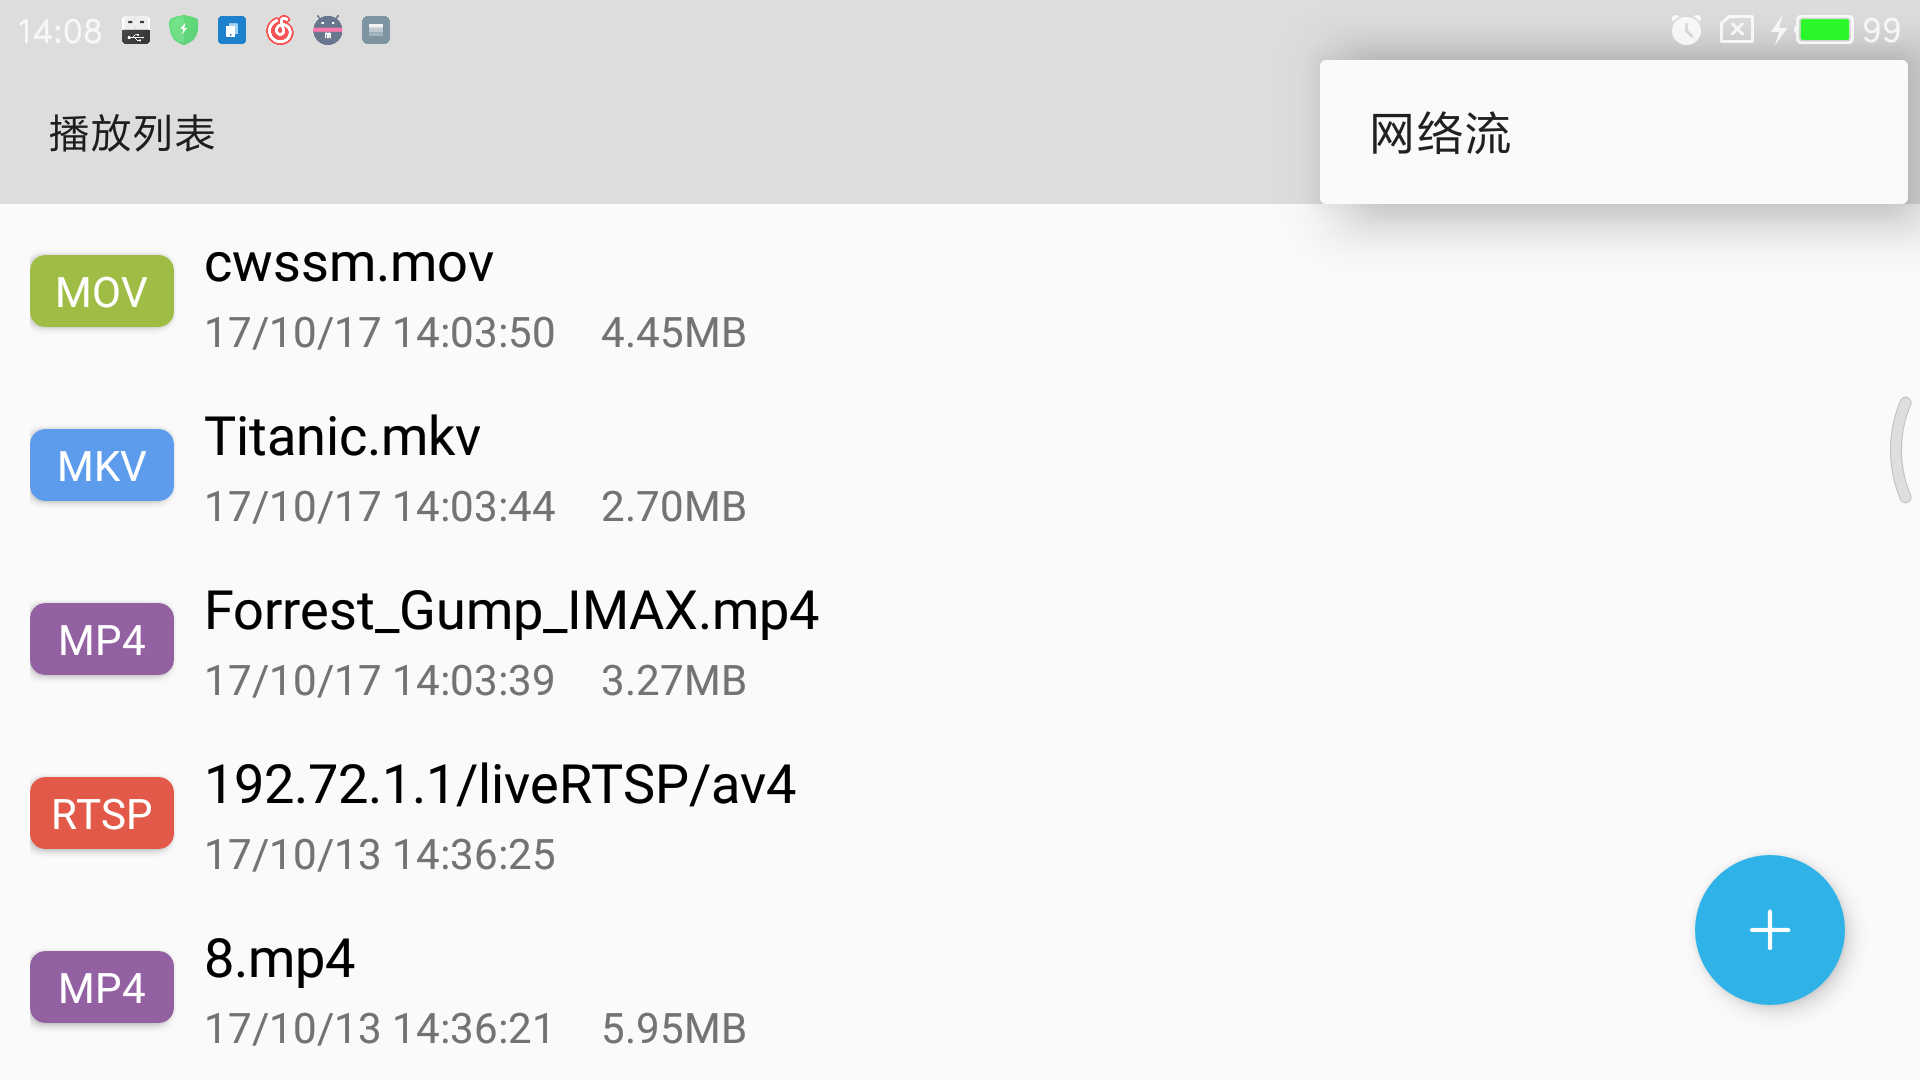 14:08
99
播放列表
网络流
MOV
cwssm.mov
17/10/17 14:03:50 4.45MB
MKV
Titanic.mkv
17/10/17 14:03:44 2.70MB
MP4
Forrest_Gump_IMAX.mp4
17/10/17 14:03:39 3.27MB
RTSP
192.72.1.1/liveRTSP/av4
17/10/13 14:36:25
MP4
8.mp4
17/10/13 14:36:21 5.95MB